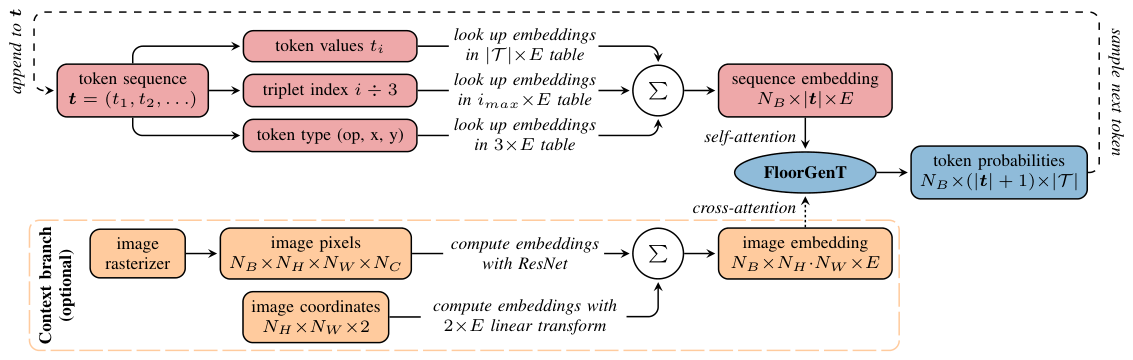 append to t
token sequence
t = (t₁, t₂, . . .)
token values tᵢ
triplet index i ÷ 3
token type (op, x, y)
look up embeddings
in |𝒯|×E table
look up embeddings
in iₘₐₓ×E table
look up embeddings
in 3×E table
Σ
sequence embedding
N_B×|t|×E
self-attention
FloorGenT
token probabilities
N_B×(|t| + 1)×|𝒯|
sample next token
cross-attention
Context branch
(optional)
image
rasterizer
image pixels
N_B×N_H×N_W×N_C
compute embeddings
with ResNet
Σ
image embedding
N_B×N_H·N_W×E
image coordinates
N_H×N_W×2
compute embeddings with
2×E linear transform